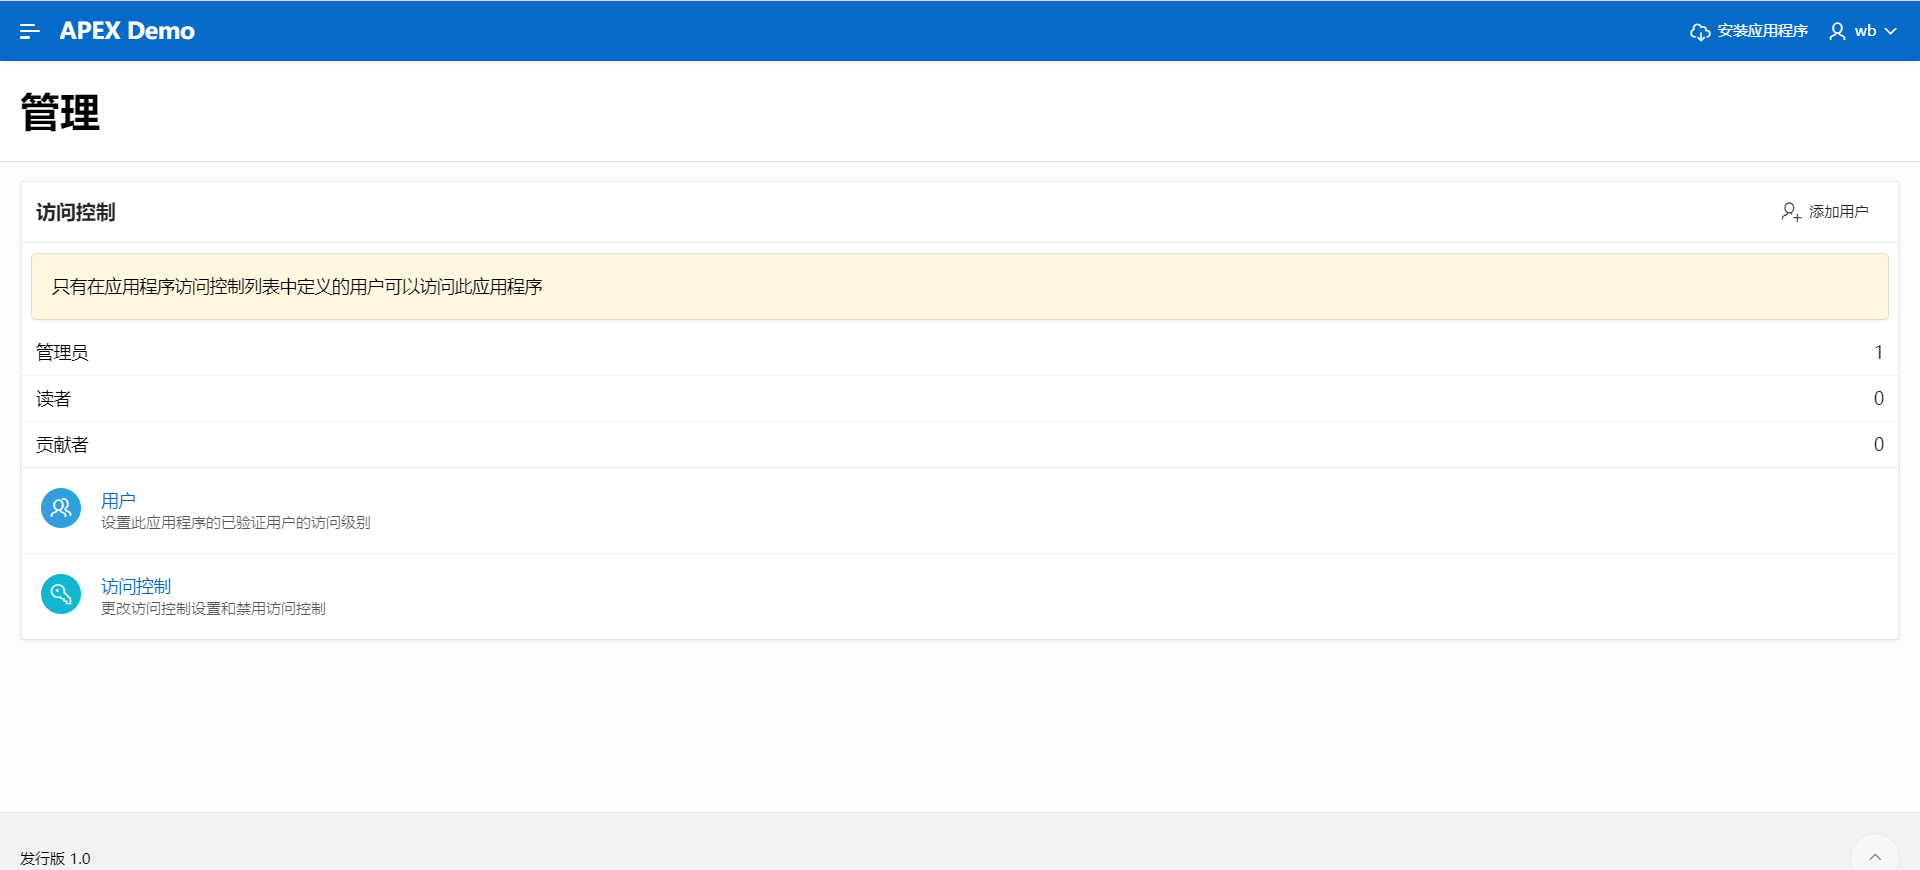 APEX Demo
安装应用程序
wb
管理
访问控制
添加用户
只有在应用程序访问控制列表中定义的用户可以访问此应用程序
管理员 1
读者 0
贡献者 0
用户
设置此应用程序的已验证用户的访问级别
访问控制
更改访问控制设置和禁用访问控制
发行版 1.0